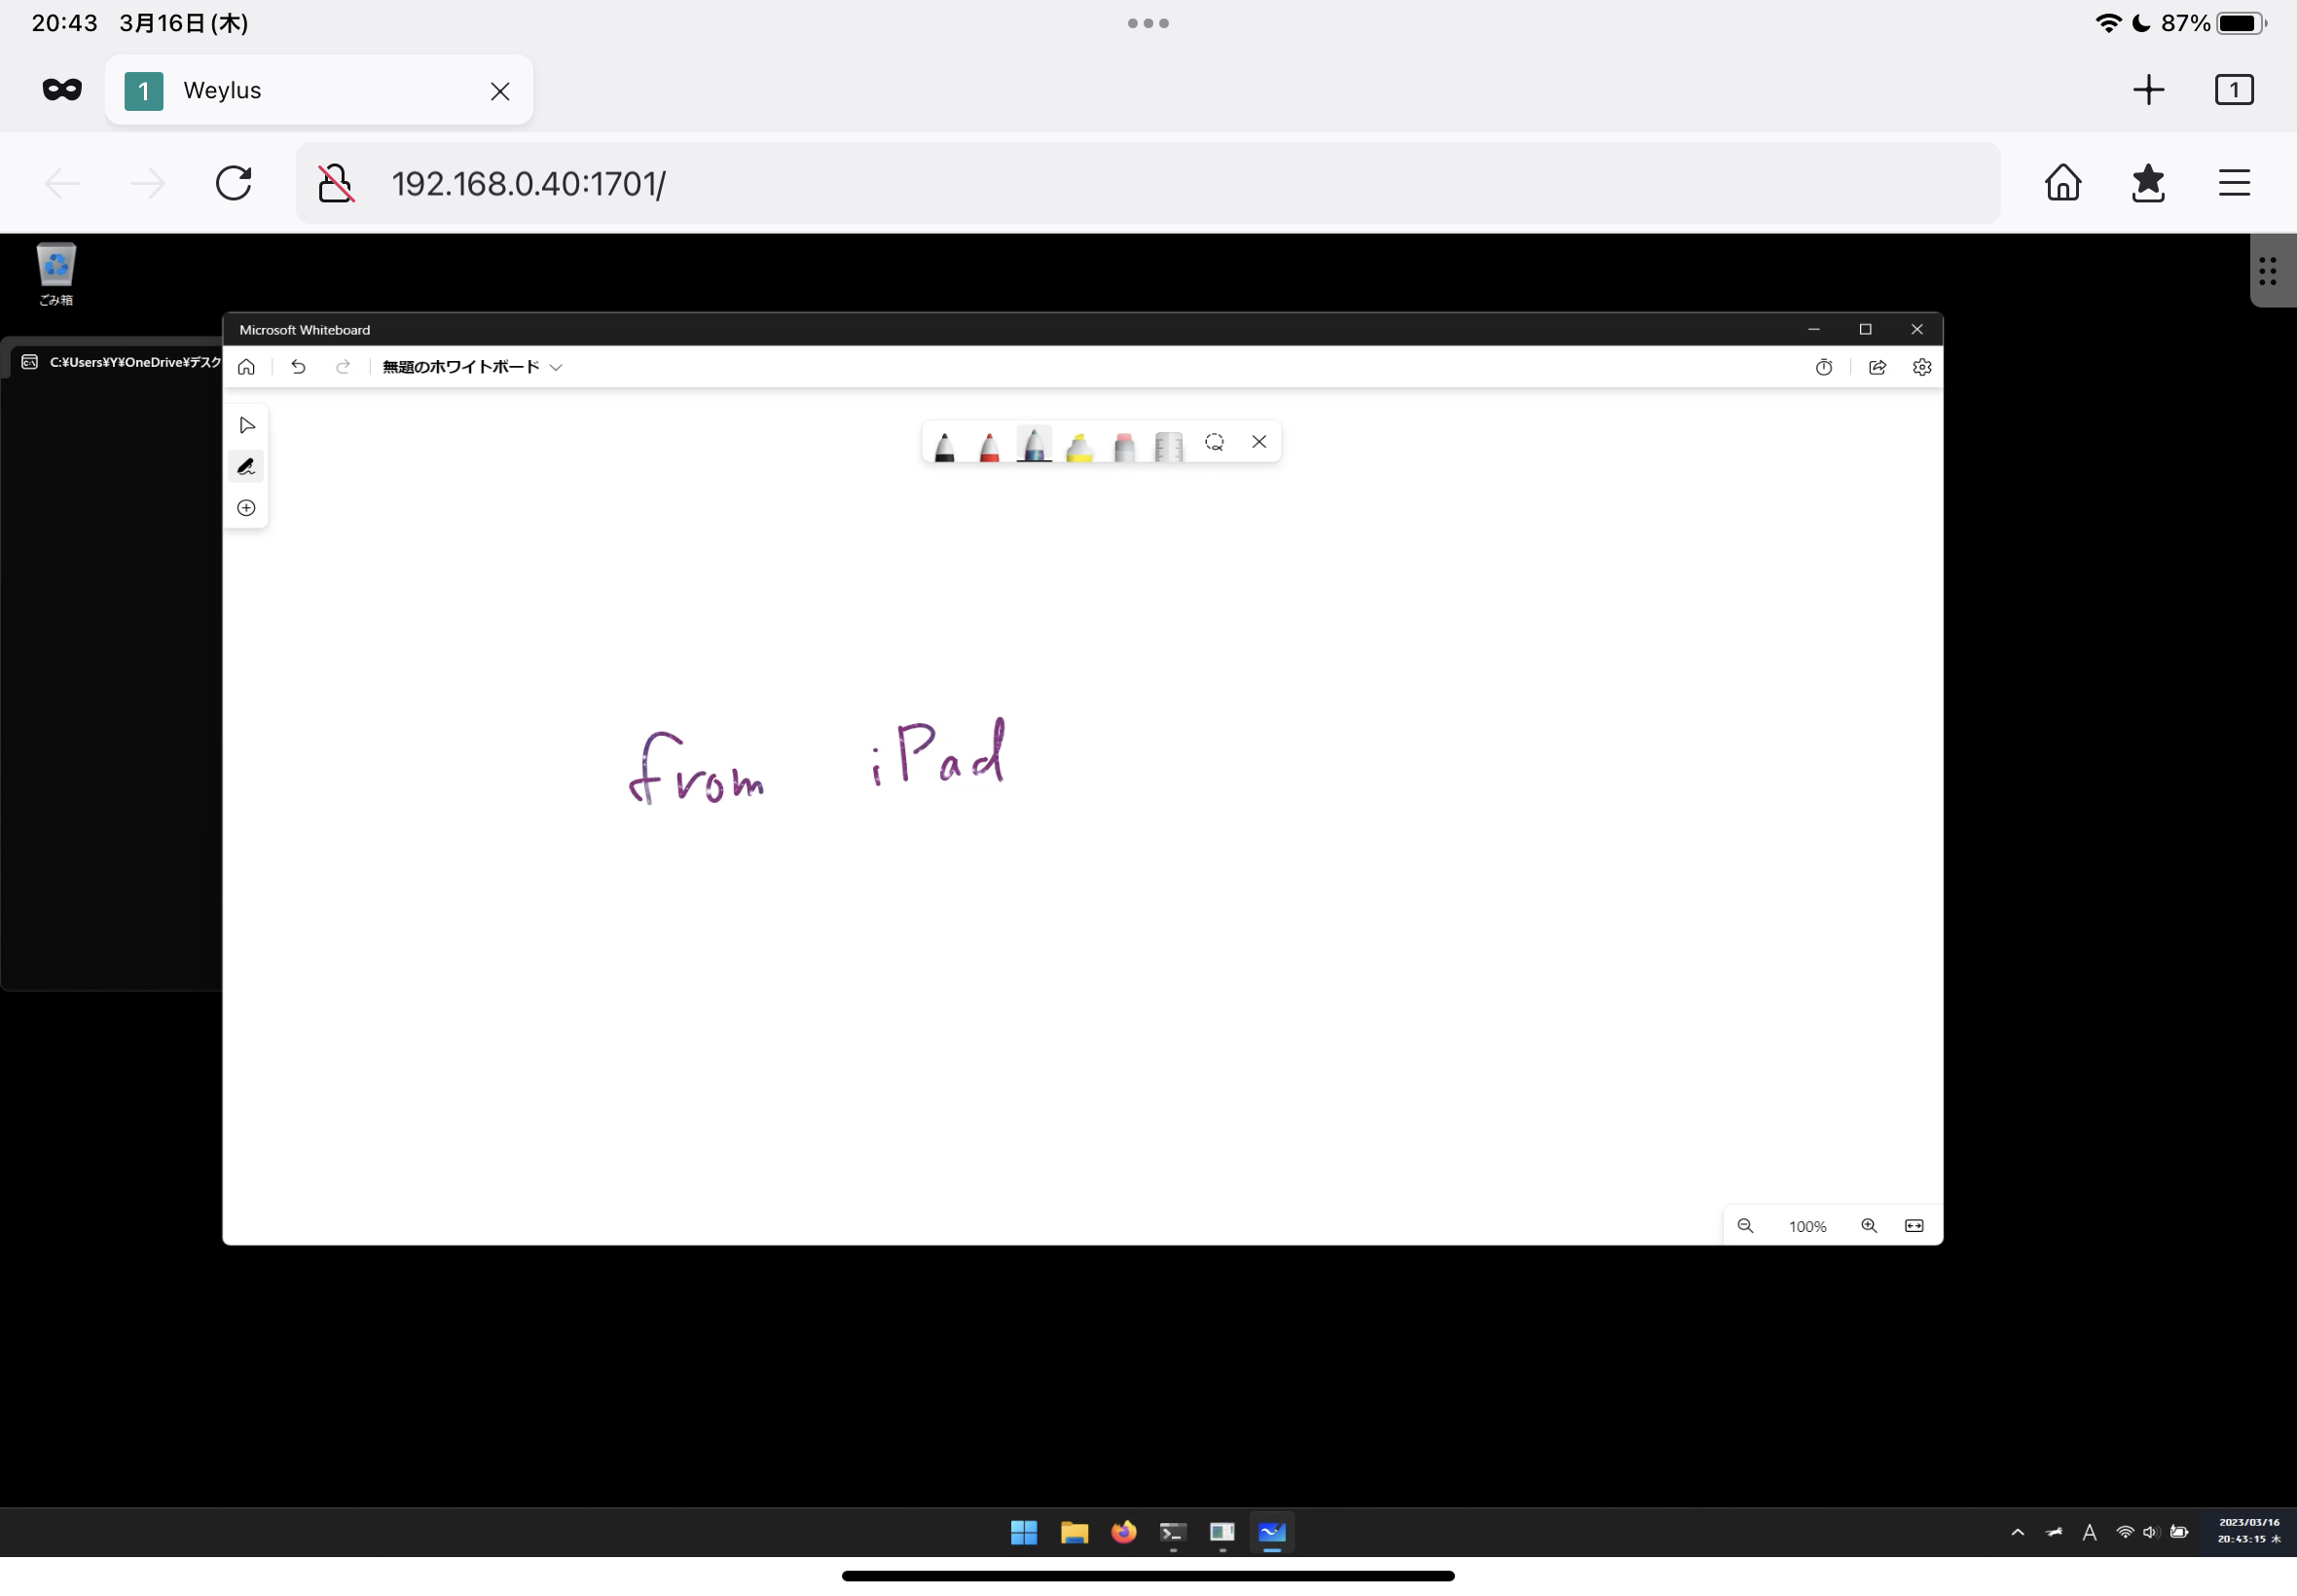 20:43 3月16日(木) 87%
1 Weylus 1
192.168.0.40:1701/
ごみ箱
Microsoft Whiteboard
C:¥Users¥Y¥OneDrive¥デスク
無題のホワイトボード
from iPad
100%
A 2023/03/16
20:43:15 木